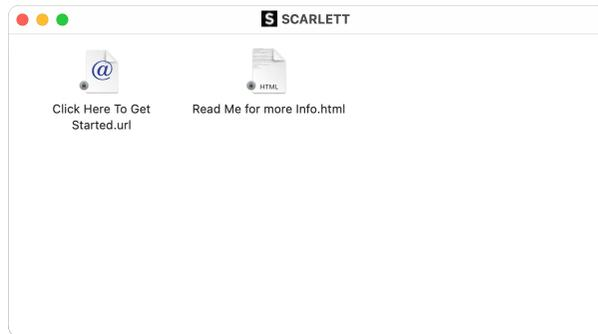 S SCARLETT
@
HTML
Click Here To Get
Started.url
Read Me for more Info.html